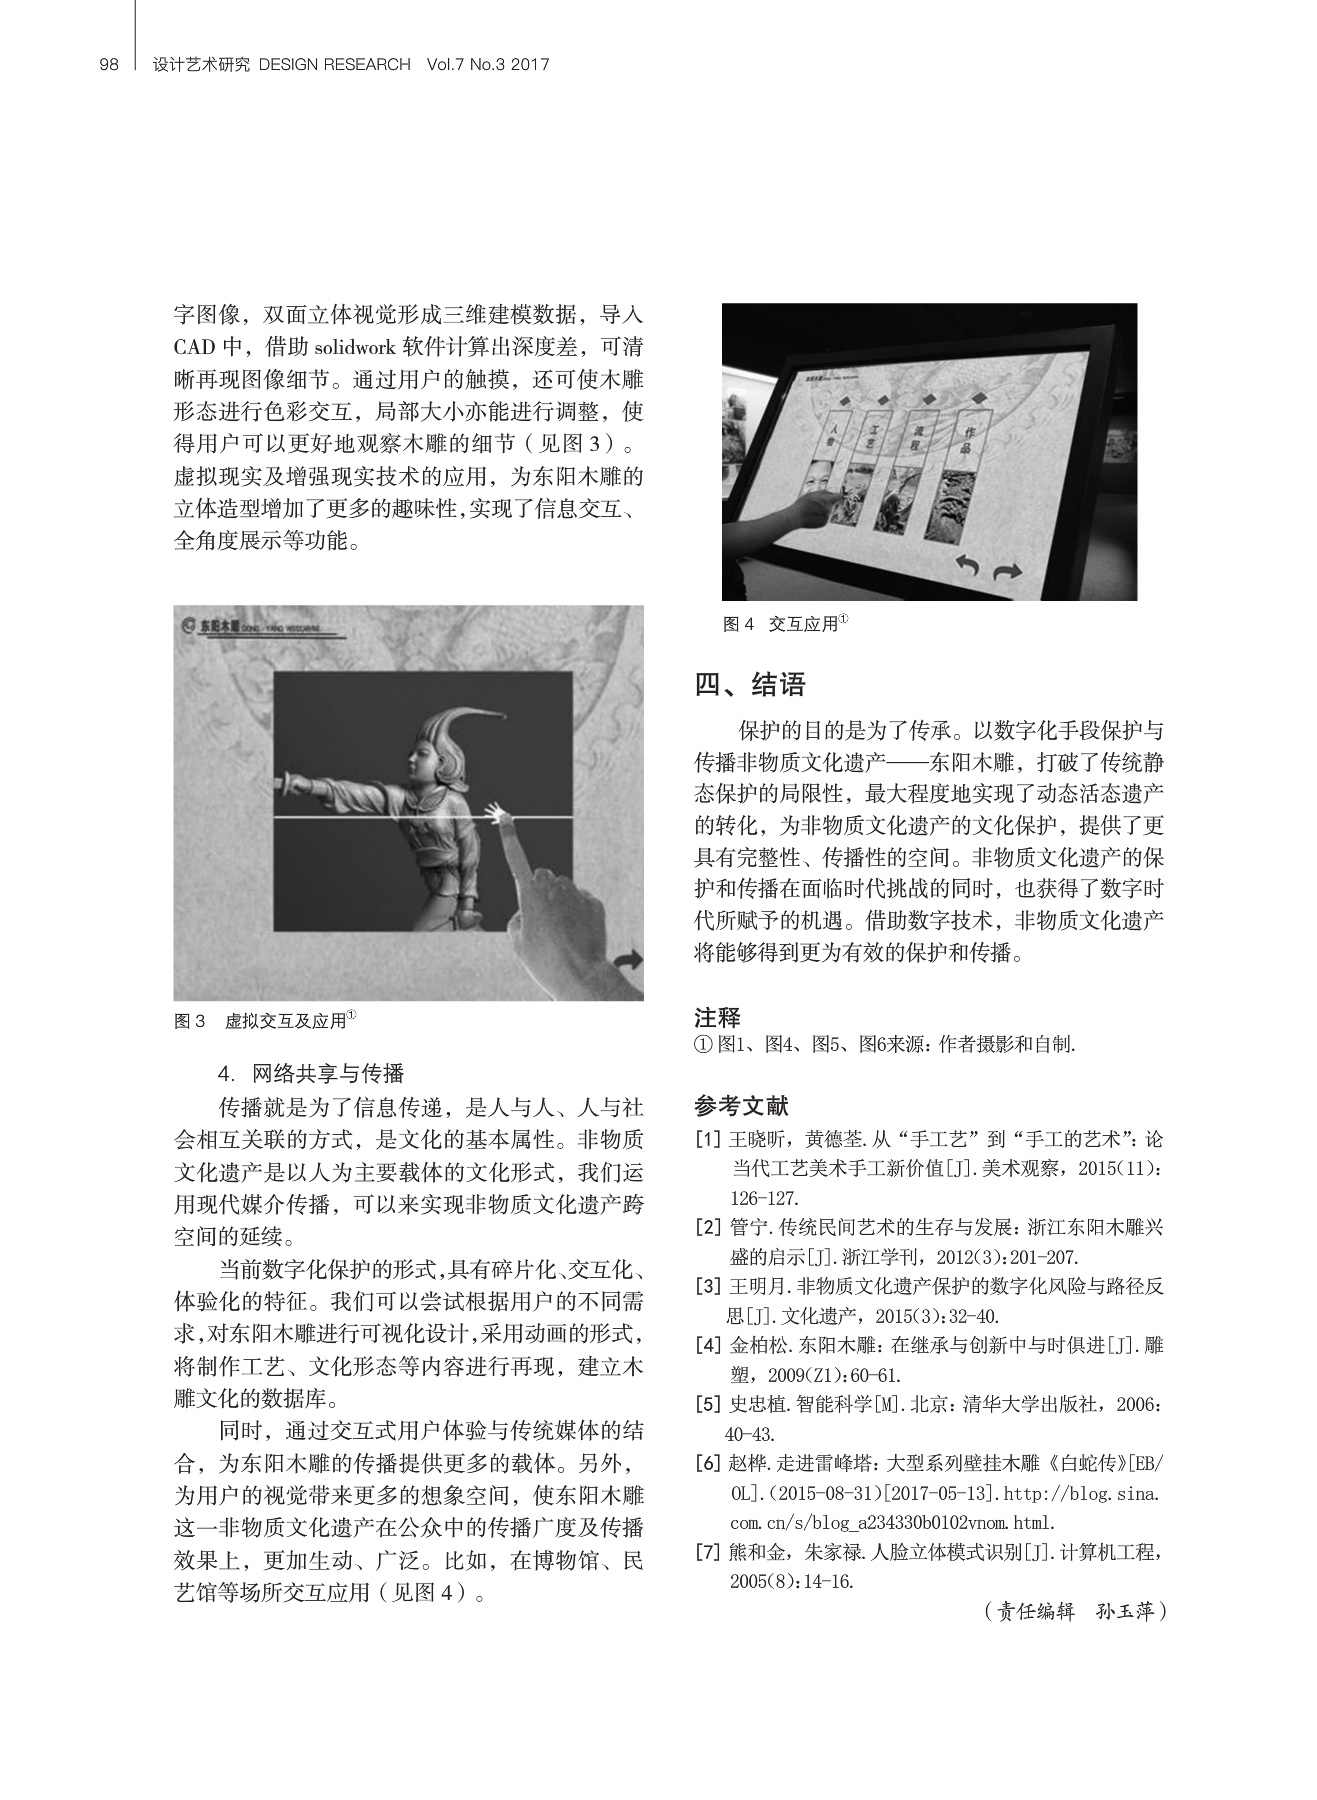 98 设计艺术研究 DESIGN RESEARCH Vol.7 No.3 2017
字图像，双面立体视觉形成三维建模数据，导入
CAD 中，借助 solidwork 软件计算出深度差，可清
晰再现图像细节。通过用户的触摸，还可使木雕
形态进行色彩交互，局部大小亦能进行调整，使
得用户可以更好地观察木雕的细节（见图 3）。
虚拟现实及增强现实技术的应用，为东阳木雕的
立体造型增加了更多的趣味性，实现了信息交互、
全角度展示等功能。
东阳木雕
图 3 虚拟交互及应用①
4. 网络共享与传播
传播就是为了信息传递，是人与人、人与社
会相互关联的方式，是文化的基本属性。非物质
文化遗产是以人为主要载体的文化形式，我们运
用现代媒介传播，可以来实现非物质文化遗产跨
空间的延续。
当前数字化保护的形式，具有碎片化、交互化、
体验化的特征。我们可以尝试根据用户的不同需
求，对东阳木雕进行可视化设计，采用动画的形式，
将制作工艺、文化形态等内容进行再现，建立木
雕文化的数据库。
同时，通过交互式用户体验与传统媒体的结
合，为东阳木雕的传播提供更多的载体。另外，
为用户的视觉带来更多的想象空间，使东阳木雕
这一非物质文化遗产在公众中的传播广度及传播
效果上，更加生动、广泛。比如，在博物馆、民
艺馆等场所交互应用（见图 4）。
东阳木雕
人物
工艺
流程
作品
图 4 交互应用①
四、结语
保护的目的是为了传承。以数字化手段保护与
传播非物质文化遗产——东阳木雕，打破了传统静
态保护的局限性，最大程度地实现了动态活态遗产
的转化，为非物质文化遗产的文化保护，提供了更
具有完整性、传播性的空间。非物质文化遗产的保
护和传播在面临时代挑战的同时，也获得了数字时
代所赋予的机遇。借助数字技术，非物质文化遗产
将能够得到更为有效的保护和传播。
注释
① 图1、图4、图5、图6来源：作者摄影和自制.
参考文献
[1] 王晓昕，黄德荃. 从“手工艺”到“手工的艺术”：论
当代工艺美术手工新价值[J]. 美术观察，2015(11)：
126-127.
[2] 管宁. 传统民间艺术的生存与发展：浙江东阳木雕兴
盛的启示[J]. 浙江学刊，2012(3):201-207.
[3] 王明月. 非物质文化遗产保护的数字化风险与路径反
思[J]. 文化遗产，2015(3):32-40.
[4] 金柏松. 东阳木雕：在继承与创新中与时俱进[J]. 雕
塑，2009(Z1):60-61.
[5] 史忠植. 智能科学[M]. 北京：清华大学出版社，2006：
40-43.
[6] 赵桦. 走进雷峰塔：大型系列壁挂木雕《白蛇传》[EB/
OL].(2015-08-31)[2017-05-13].http://blog.sina.
com.cn/s/blog_a234330b0102vnom.html.
[7] 熊和金，朱家禄. 人脸立体模式识别[J]. 计算机工程，
2005(8):14-16.
（责任编辑 孙玉萍）